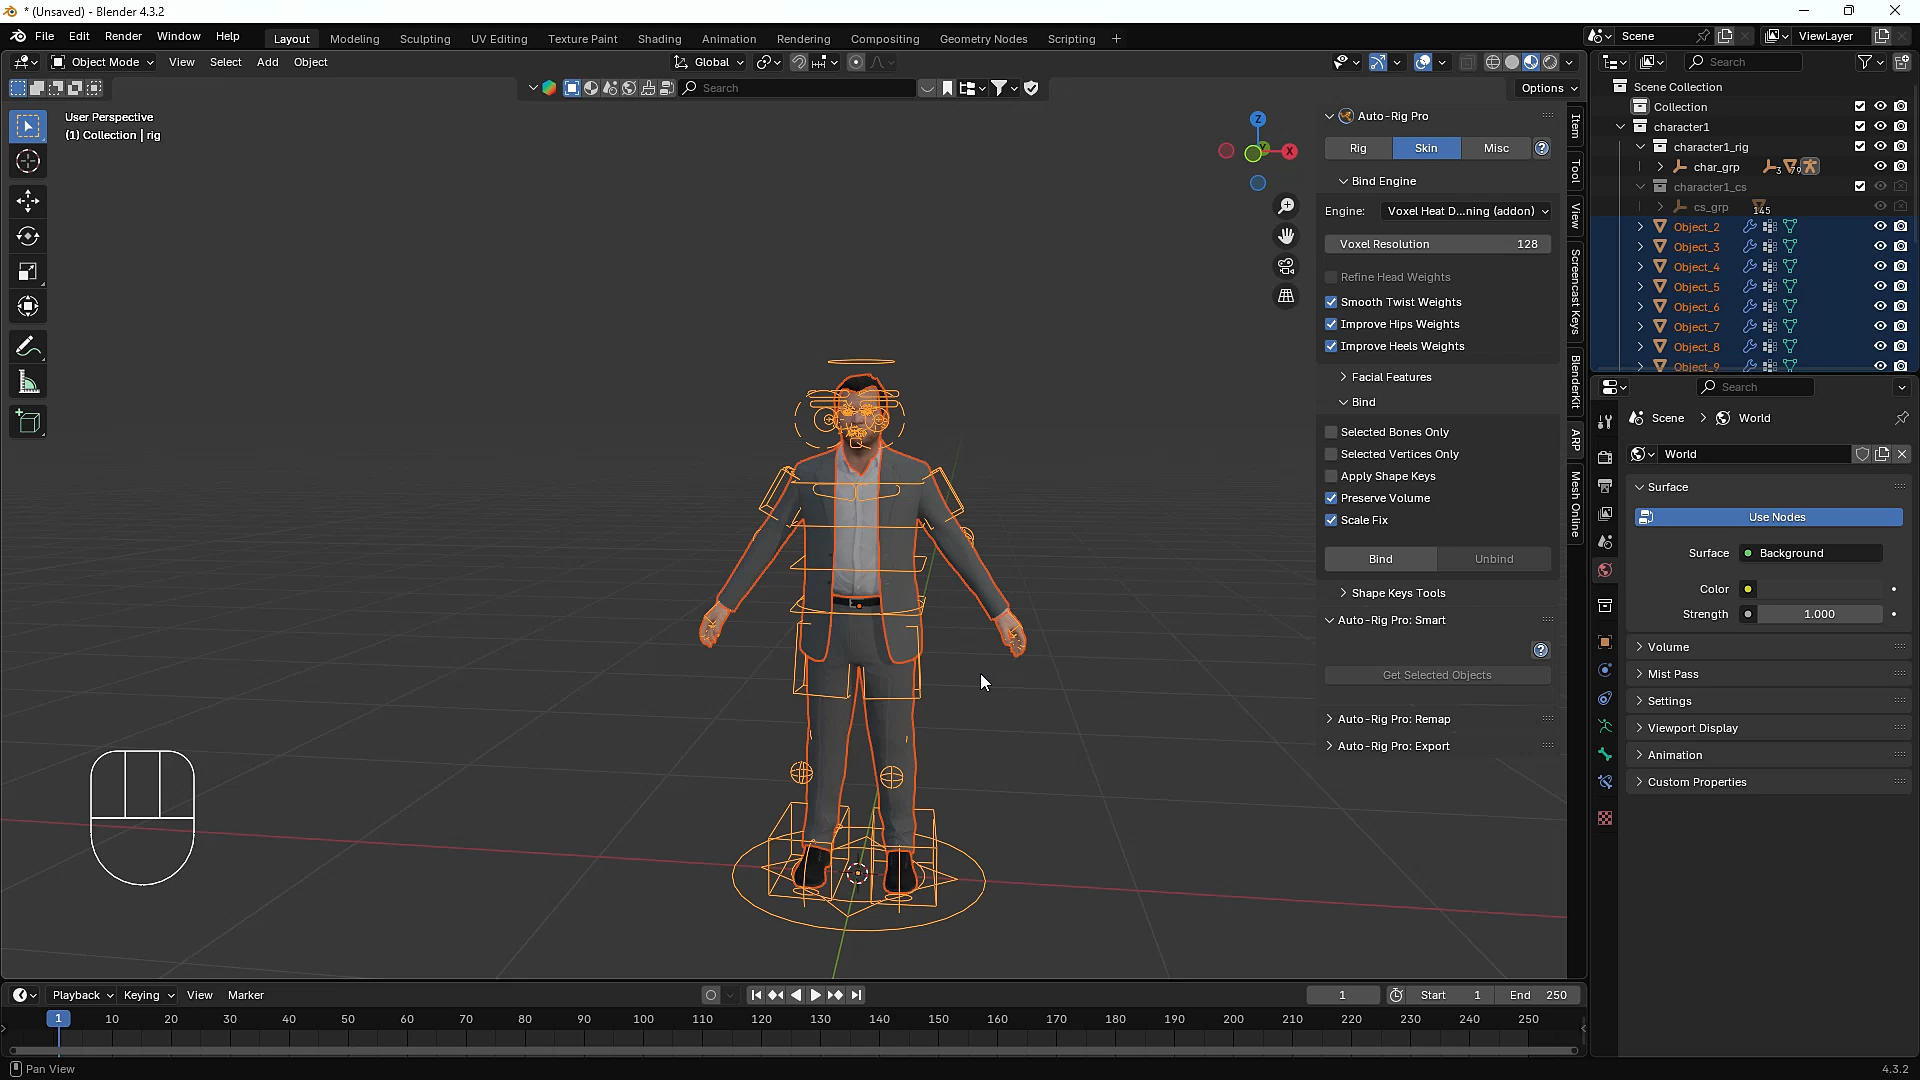 * (Unsaved) - Blender 4.3.2
File Edit Render Window Help
Layout Modeling Sculpting UV Editing Texture Paint Shading Animation Rendering Compositing Geometry Nodes Scripting +
Scene
ViewLayer
Object Mode View Select Add Object
Global
Search
Search
Options
User Perspective
(1) Collection | rig
Z
X
Auto-Rig Pro
Rig Skin Misc
Bind Engine
Engine: Voxel Heat D...ning (addon)
Voxel Resolution 128
Refine Head Weights
Smooth Twist Weights
Improve Hips Weights
Improve Heels Weights
Facial Features
Bind
Selected Bones Only
Selected Vertices Only
Apply Shape Keys
Preserve Volume
Scale Fix
Bind Unbind
Shape Keys Tools
Auto-Rig Pro: Smart
Get Selected Objects
Auto-Rig Pro: Remap
Auto-Rig Pro: Export
Item
Tool
View
Screencast Keys
BlenderKit
ARP
Mesh Online
Scene Collection
Collection
character1
character1_rig
char_grp 3 79
character1_cs
cs_grp 145
Object_2
Object_3
Object_4
Object_5
Object_6
Object_7
Object_8
Object_9
Search
Scene > World
World
Surface
Use Nodes
Surface Background
Color
Strength 1.000
Volume
Mist Pass
Settings
Viewport Display
Animation
Custom Properties
Playback Keying View Marker
1 Start 1 End 250
1 10 20 30 40 50 60 70 80 90 100 110 120 130 140 150 160 170 180 190 200 210 220 230 240 250
Pan View
4.3.2